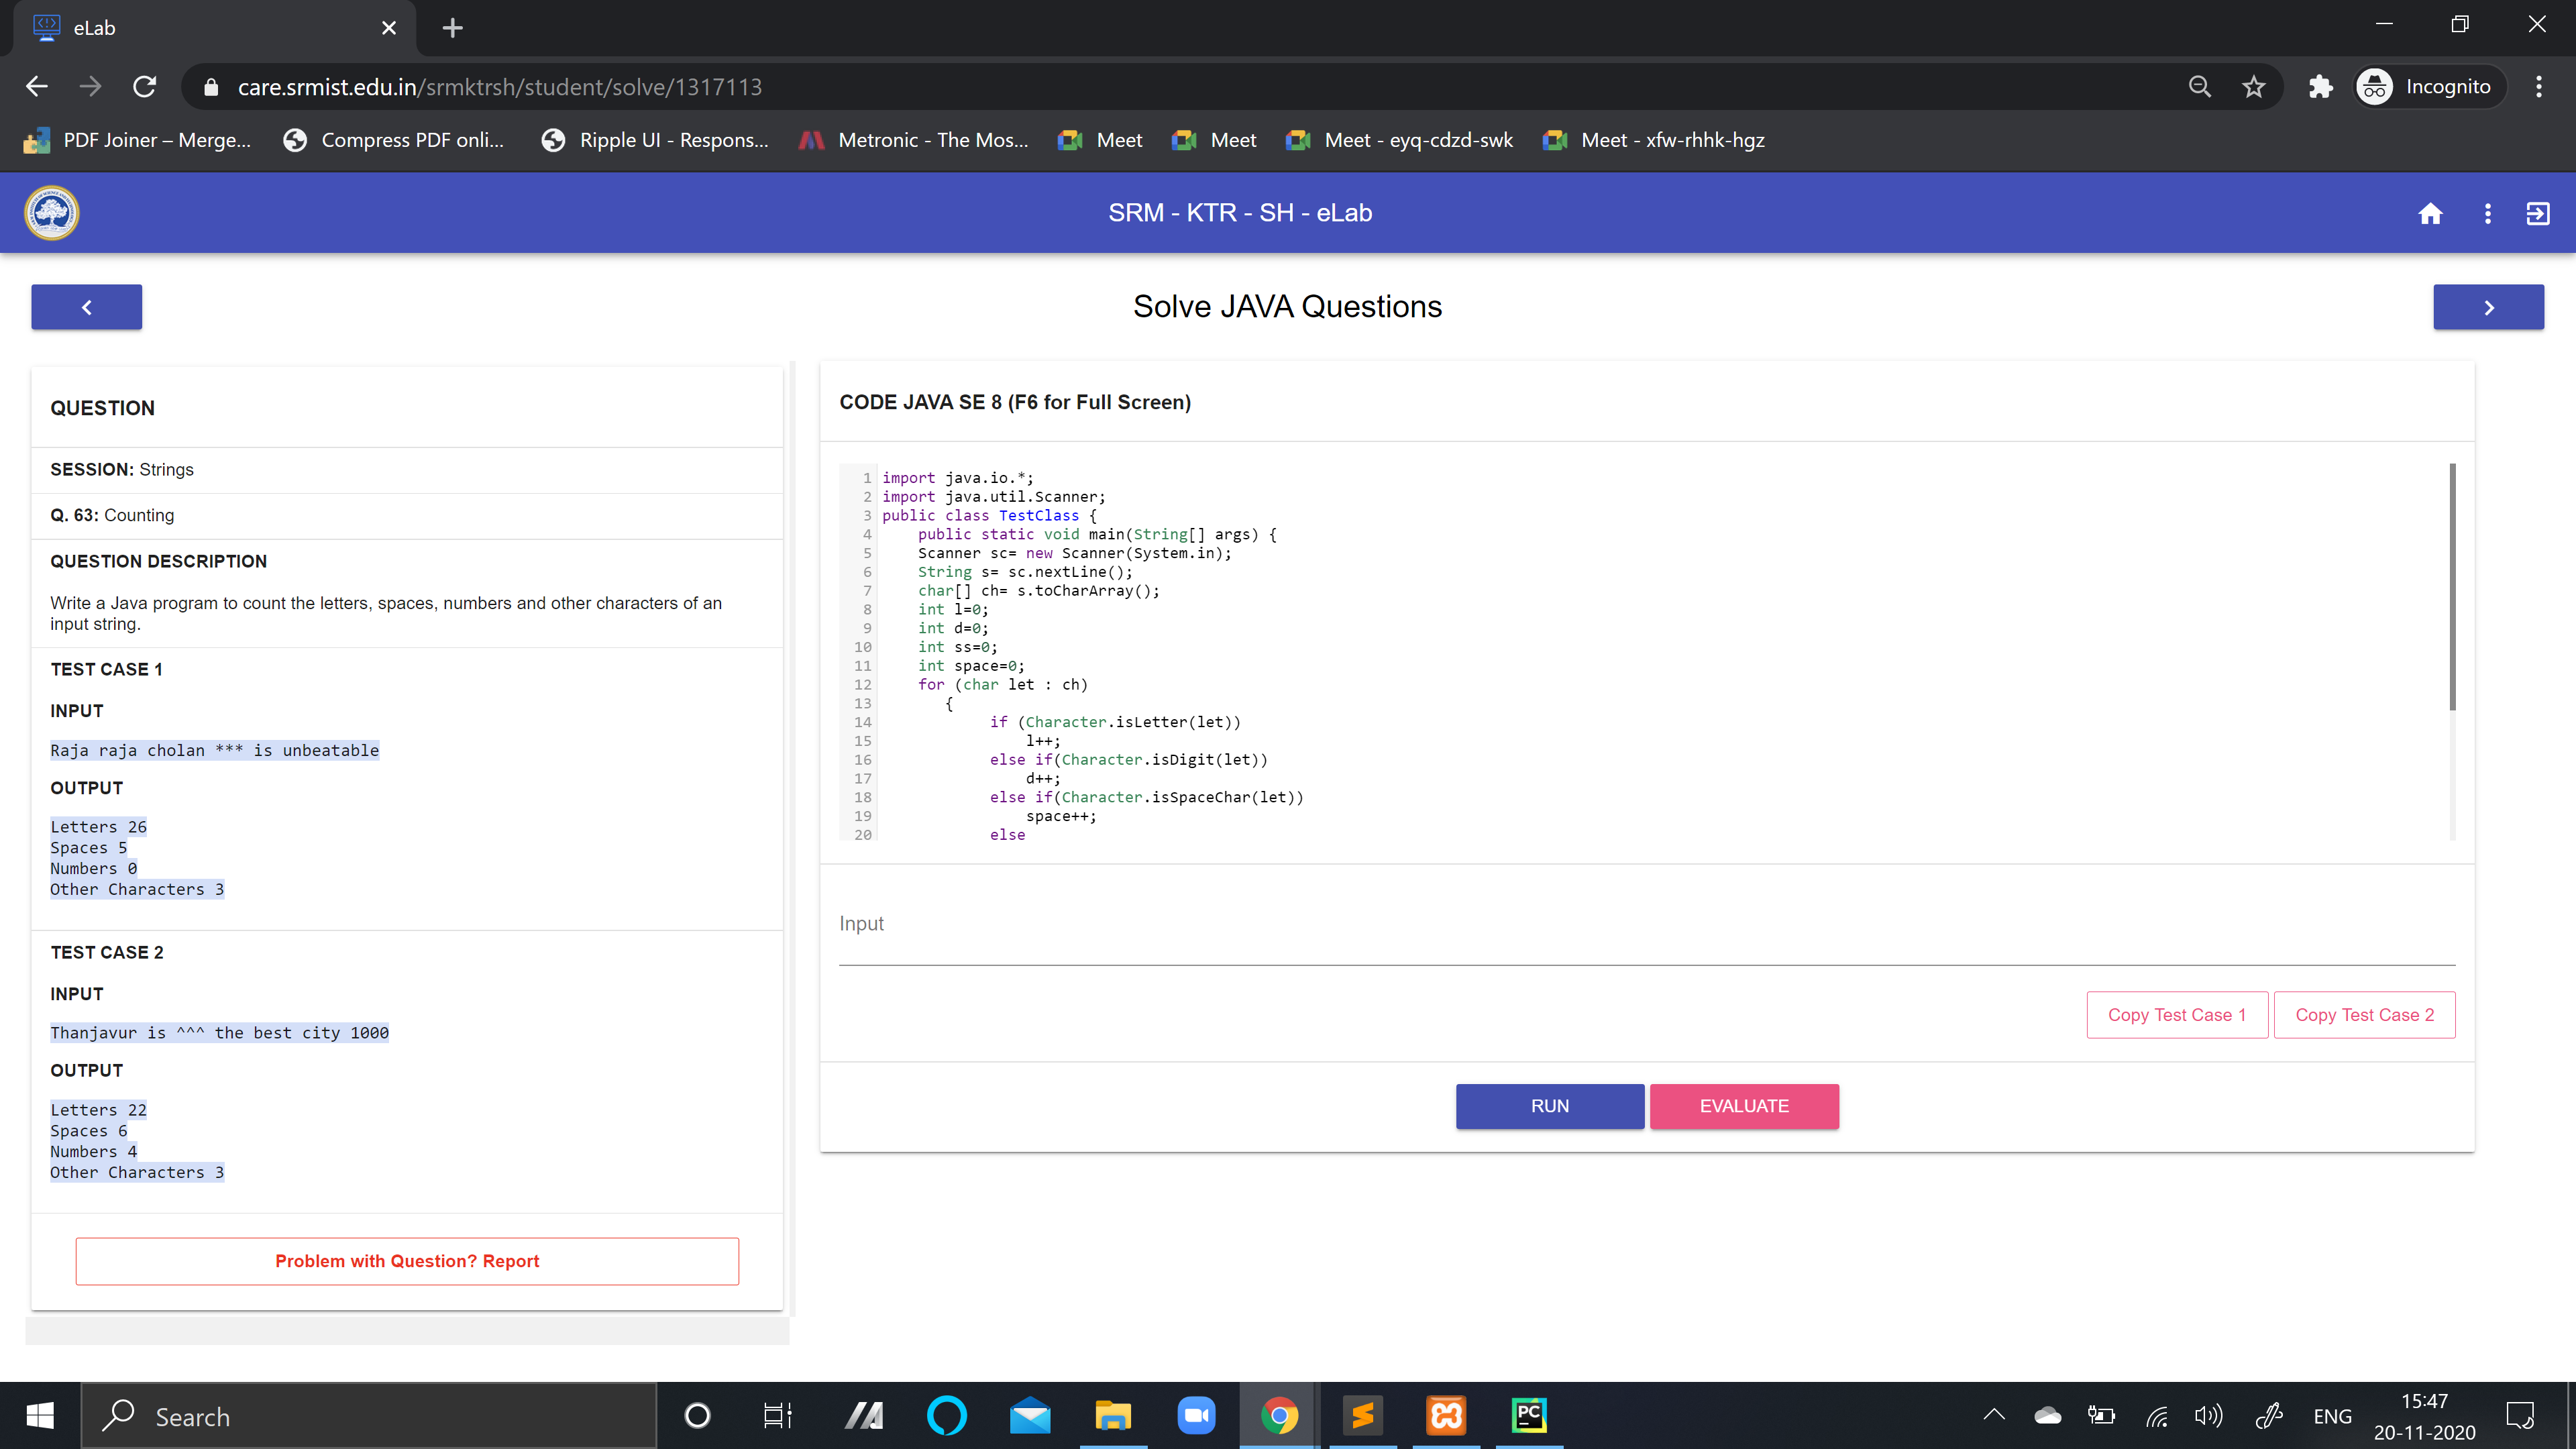 eLab
care.srmist.edu.in/srmktrsh/student/solve/1317113
Incognito
PDF Joiner – Merge...
Compress PDF onli...
Ripple UI - Respons...
Metronic - The Mos...
Meet
Meet
Meet - eyq-cdzd-swk
Meet - xfw-rhhk-hgz
SRM - KTR - SH - eLab
Solve JAVA Questions
QUESTION
SESSION: Strings
Q. 63: Counting
QUESTION DESCRIPTION
Write a Java program to count the letters, spaces, numbers and other characters of an
input string.
TEST CASE 1
INPUT
Raja raja cholan *** is unbeatable
OUTPUT
Letters 26
Spaces 5
Numbers 0
Other Characters 3
TEST CASE 2
INPUT
Thanjavur is ^^^ the best city 1000
OUTPUT
Letters 22
Spaces 6
Numbers 4
Other Characters 3
Problem with Question? Report
CODE JAVA SE 8 (F6 for Full Screen)
1 import java.io.*;
2 import java.util.Scanner;
3 public class TestClass {
4     public static void main(String[] args) {
5     Scanner sc= new Scanner(System.in);
6     String s= sc.nextLine();
7     char[] ch= s.toCharArray();
8     int l=0;
9     int d=0;
10     int ss=0;
11     int space=0;
12     for (char let : ch)
13        {
14             if (Character.isLetter(let))
15                 l++;
16             else if(Character.isDigit(let))
17                 d++;
18             else if(Character.isSpaceChar(let))
19                 space++;
20             else
Input
Copy Test Case 1
Copy Test Case 2
RUN
EVALUATE
Search
PC
ENG
15:47
20-11-2020